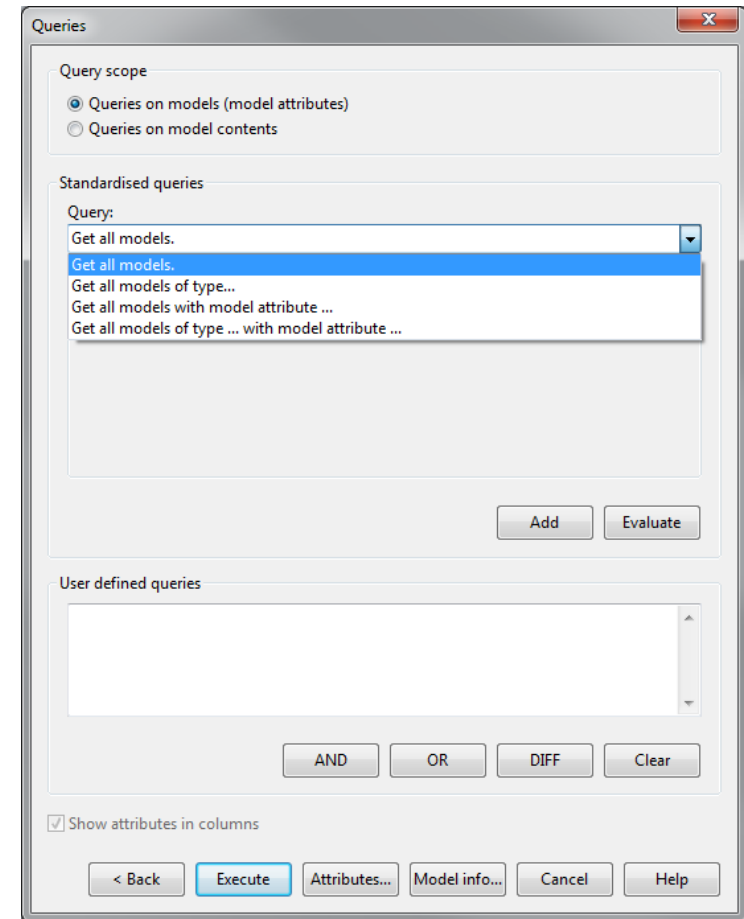 Queries
Query scope
Queries on models (model attributes)
Queries on model contents
Standardised queries
Query:
Get all models.
Get all models.
Get all models of type...
Get all models with model attribute ...
Get all models of type ... with model attribute ...
Add Evaluate
User defined queries
AND OR DIFF Clear
Show attributes in columns
< Back Execute Attributes... Model info... Cancel Help